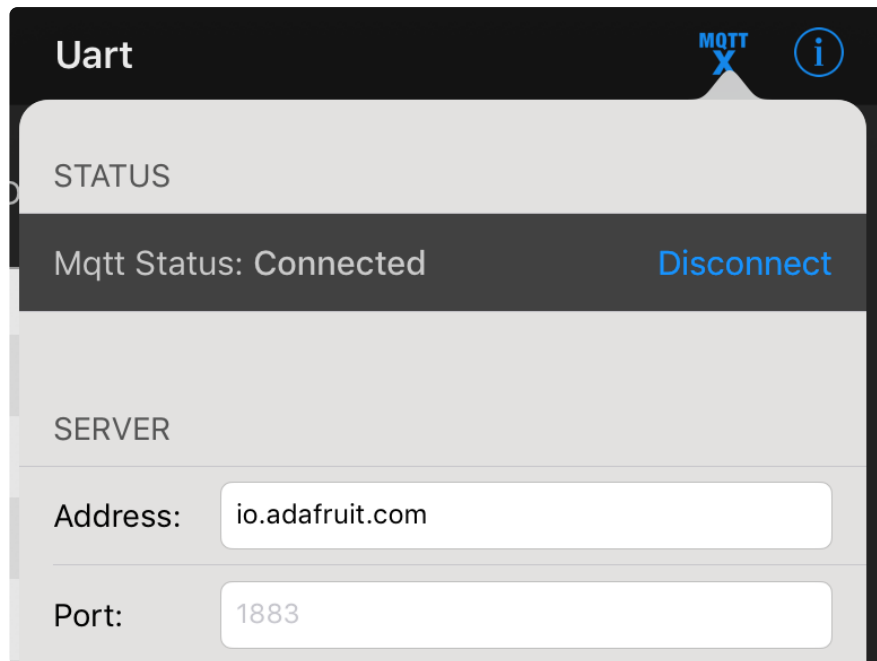 Uart
MQTT
X
i
STATUS
Mqtt Status: Connected
Disconnect
SERVER
Address:
io.adafruit.com
Port:
1883